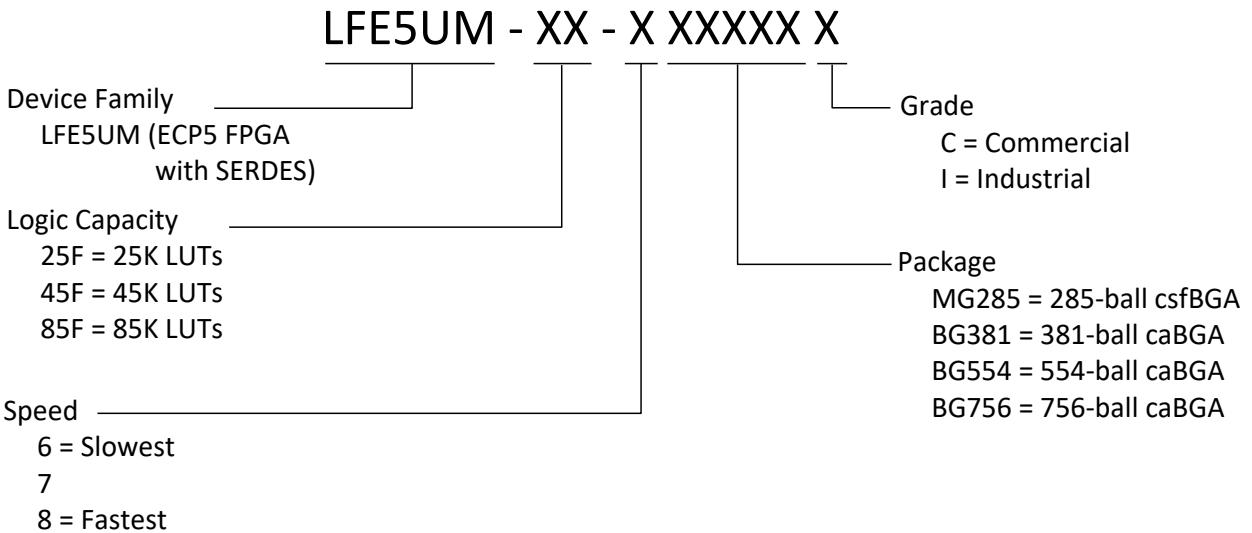 LFE5UM - XX - X XXXXX X
Device Family
LFE5UM (ECP5 FPGA
with SERDES)
Logic Capacity
25F = 25K LUTs
45F = 45K LUTs
85F = 85K LUTs
Speed
6 = Slowest
7
8 = Fastest
Grade
C = Commercial
I = Industrial
Package
MG285 = 285-ball csfBGA
BG381 = 381-ball caBGA
BG554 = 554-ball caBGA
BG756 = 756-ball caBGA